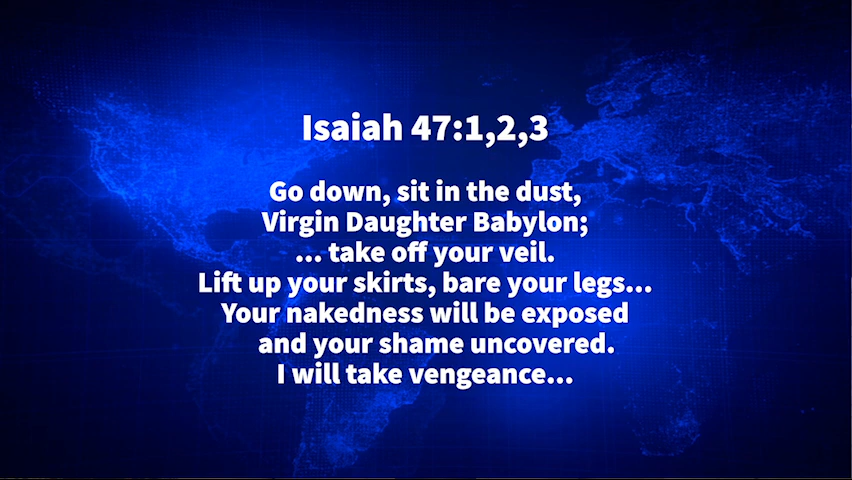 Isaiah 47:1,2,3
Go down, sit in the dust,
Virgin Daughter Babylon;
... take off your veil.
Lift up your skirts, bare your legs...
Your nakedness will be exposed
and your shame uncovered.
I will take vengeance...